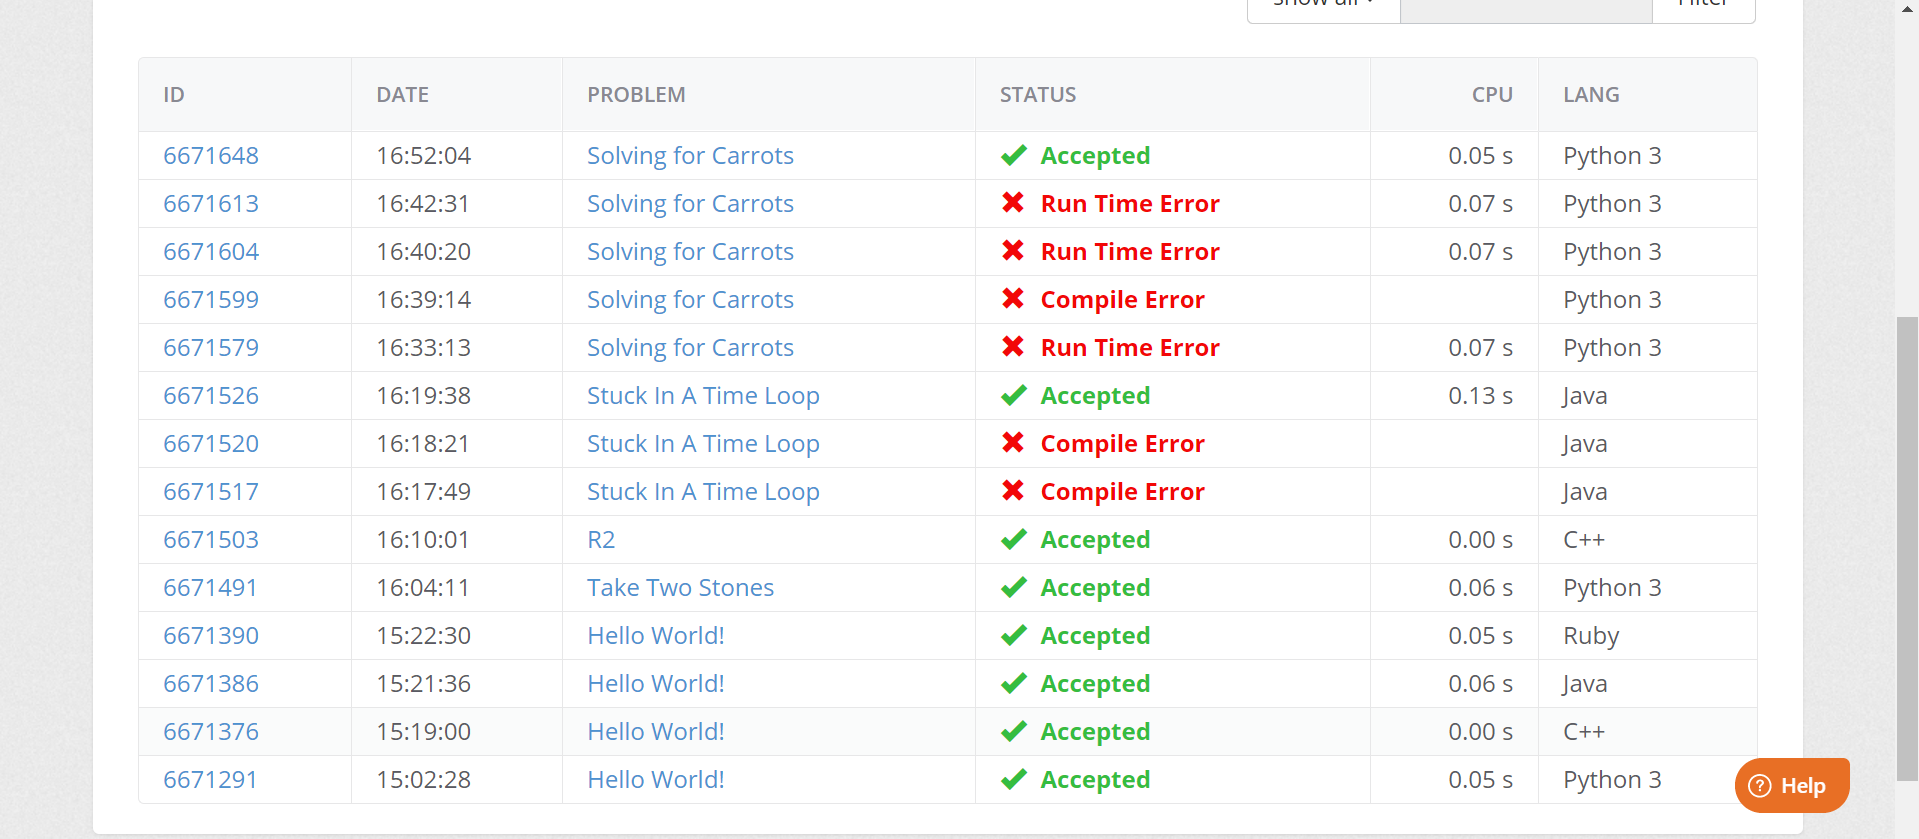 Show all Filter
ID DATE PROBLEM STATUS CPU LANG
6671648 16:52:04 Solving for Carrots Accepted 0.05 s Python 3
6671613 16:42:31 Solving for Carrots Run Time Error 0.07 s Python 3
6671604 16:40:20 Solving for Carrots Run Time Error 0.07 s Python 3
6671599 16:39:14 Solving for Carrots Compile Error Python 3
6671579 16:33:13 Solving for Carrots Run Time Error 0.07 s Python 3
6671526 16:19:38 Stuck In A Time Loop Accepted 0.13 s Java
6671520 16:18:21 Stuck In A Time Loop Compile Error Java
6671517 16:17:49 Stuck In A Time Loop Compile Error Java
6671503 16:10:01 R2 Accepted 0.00 s C++
6671491 16:04:11 Take Two Stones Accepted 0.06 s Python 3
6671390 15:22:30 Hello World! Accepted 0.05 s Ruby
6671386 15:21:36 Hello World! Accepted 0.06 s Java
6671376 15:19:00 Hello World! Accepted 0.00 s C++
6671291 15:02:28 Hello World! Accepted 0.05 s Python 3
? Help